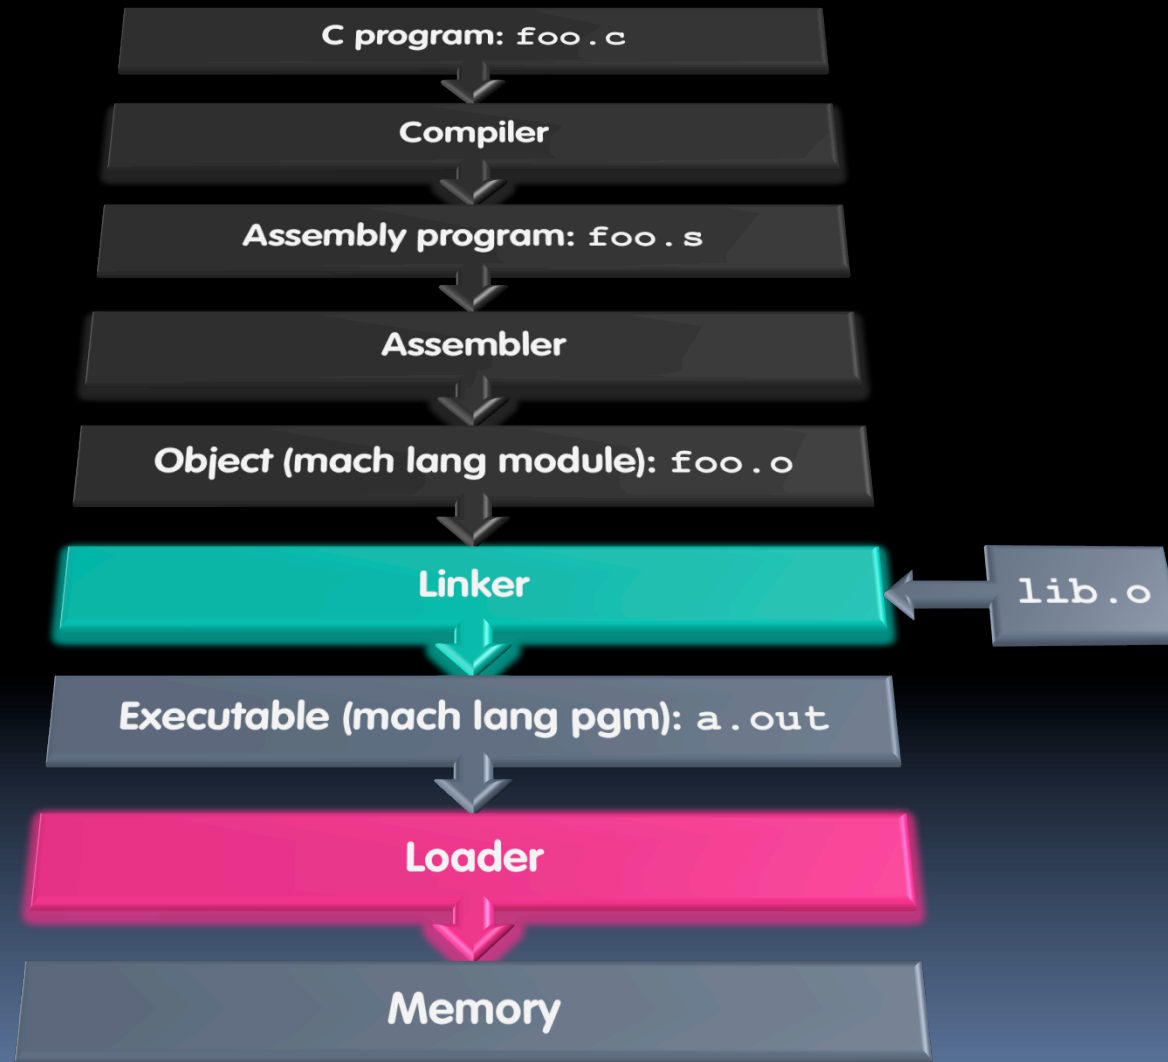 C program: foo.c
Compiler
Assembly program: foo.s
Assembler
Object (mach lang module): foo.o
Linker
lib.o
Executable (mach lang pgm): a.out
Loader
Memory